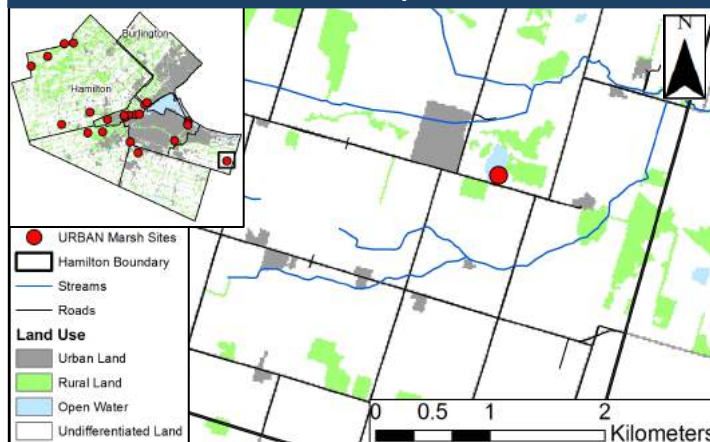 Burlington
Hamilton
N
URBAN Marsh Sites
Hamilton Boundary
Streams
Roads
Land Use
Urban Land
Rural Land
Open Water
Undifferentiated Land
0 0.5 1 2
Kilometers